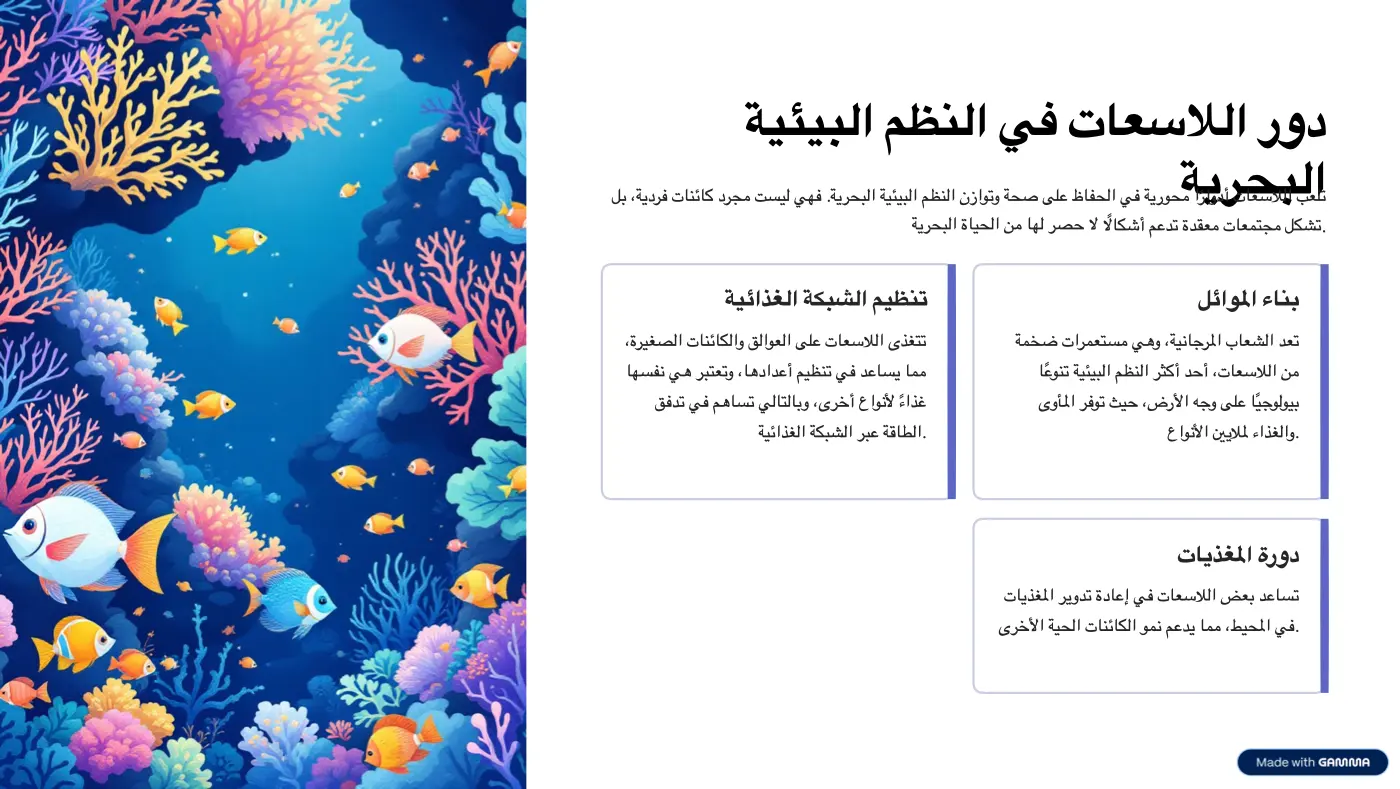 دور اللاسعات في النظم البيئية
البحرية
تلعب اللاسعات أدوارًا محورية في الحفاظ على صحة وتوازن النظم البيئية البحرية. فهي ليست مجرد كائنات فردية، بل
تشكل مجتمعات معقدة تدعم أشكالًا لا حصر لها من الحياة البحرية.
بناء الموائل
تعد الشعاب المرجانية، وهي مستعمرات ضخمة
من اللاسعات، أحد أكثر النظم البيئية تنوعًا
بيولوجيًا على وجه الأرض، حيث توفر المأوى
والغذاء لملايين الأنواع.
تنظيم الشبكة الغذائية
تتغذى اللاسعات على العوالق والكائنات الصغيرة،
مما يساعد في تنظيم أعدادها، وتعتبر هي نفسها
غذاءً لأنواع أخرى، وبالتالي تساهم في تدفق
الطاقة عبر الشبكة الغذائية.
دورة المغذيات
تساعد بعض اللاسعات في إعادة تدوير المغذيات
في المحيط، مما يدعم نمو الكائنات الحية الأخرى.
Made with GAMMA